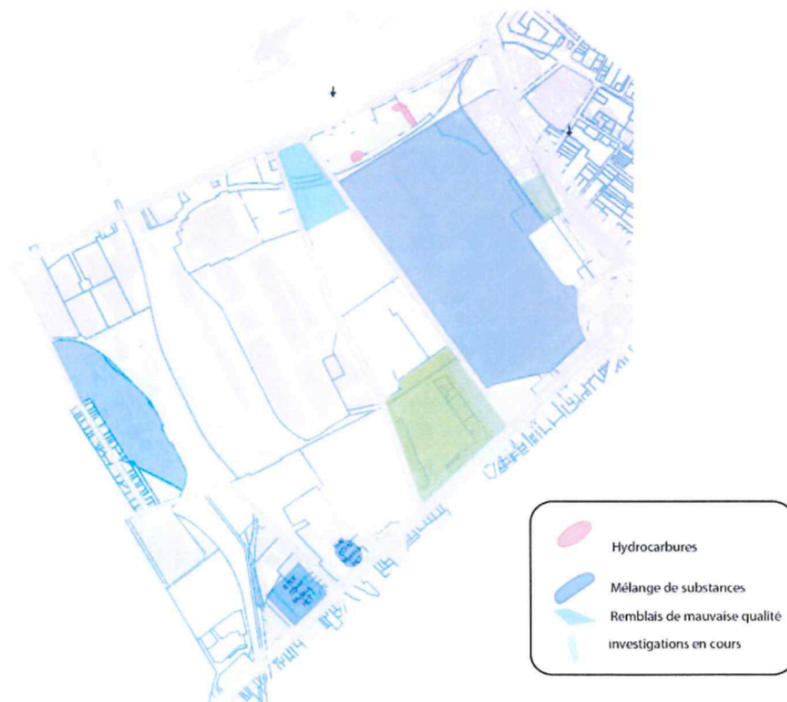 Hydrocarbures
Mélange de substances
Remblais de mauvaise qualité
investigations en cours